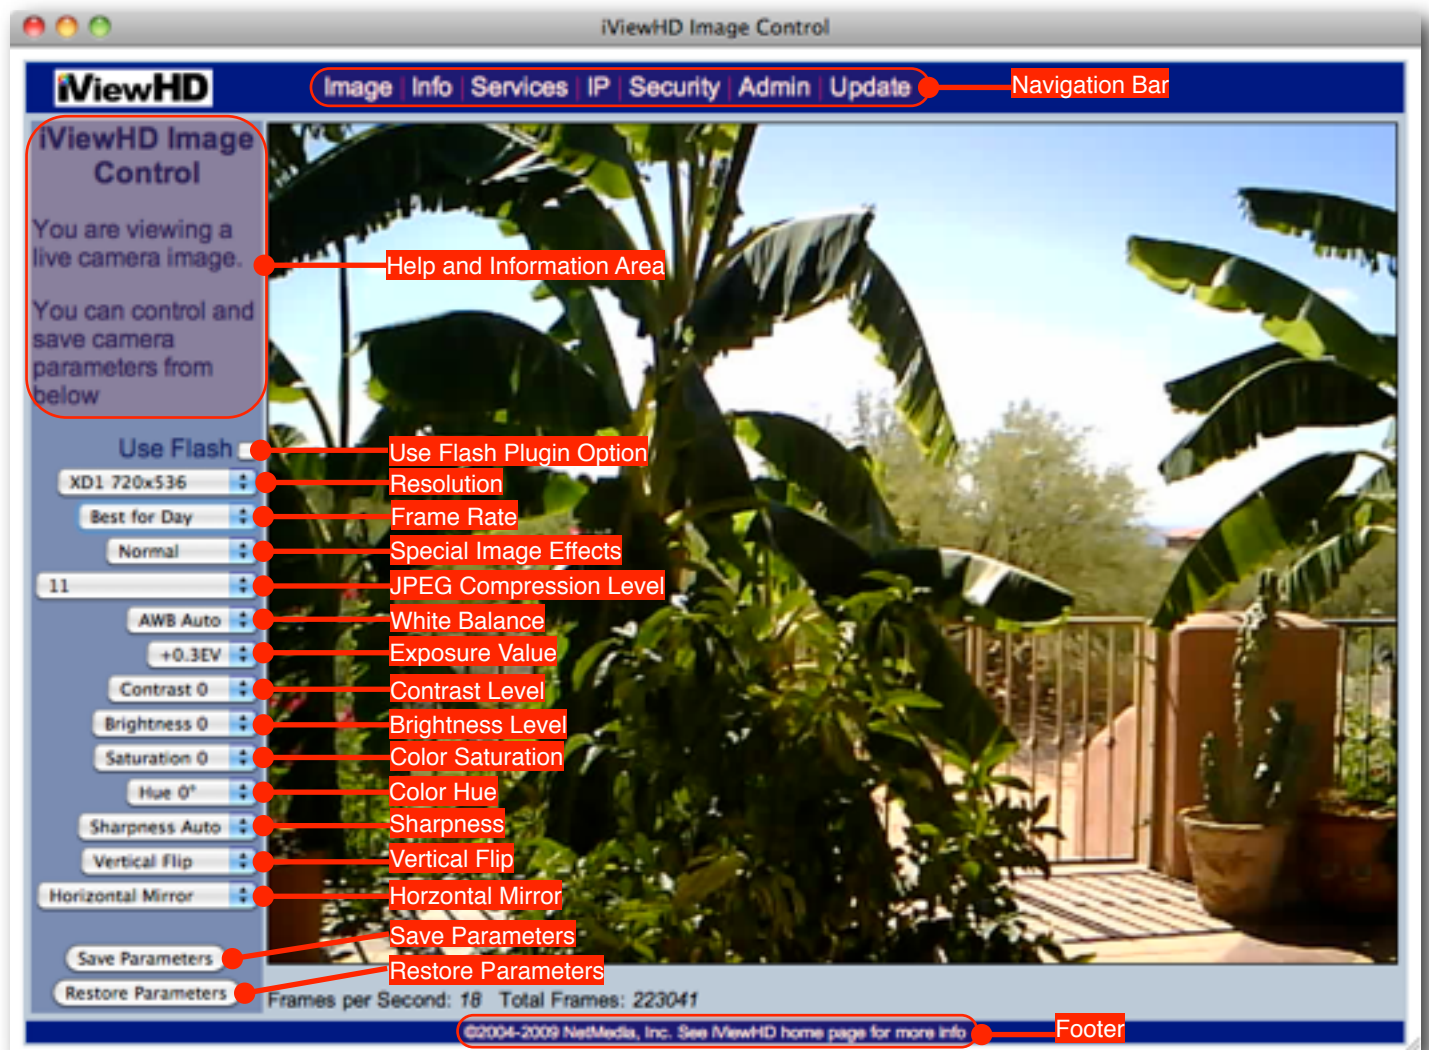 iViewHD Image Control
iViewHD
Image | Info | Services | IP | Security | Admin | Update
Navigation Bar
iViewHD Image
Control
You are viewing a
live camera image.
Help and Information Area
You can control and
save camera
parameters from
below
Use Flash
Use Flash Plugin Option
XD1 720x536
Resolution
Best for Day
Frame Rate
Normal
Special Image Effects
11
JPEG Compression Level
AWB Auto
White Balance
+0.3EV
Exposure Value
Contrast 0
Contrast Level
Brightness 0
Brightness Level
Saturation 0
Color Saturation
Hue 0°
Color Hue
Sharpness Auto
Sharpness
Vertical Flip
Vertical Flip
Horizontal Mirror
Horzontal Mirror
Save Parameters
Save Parameters
Restore Parameters
Restore Parameters
Frames per Second: 18 Total Frames: 223041
©2004-2009 NetMedia, Inc. See iViewHD home page for more info
Footer